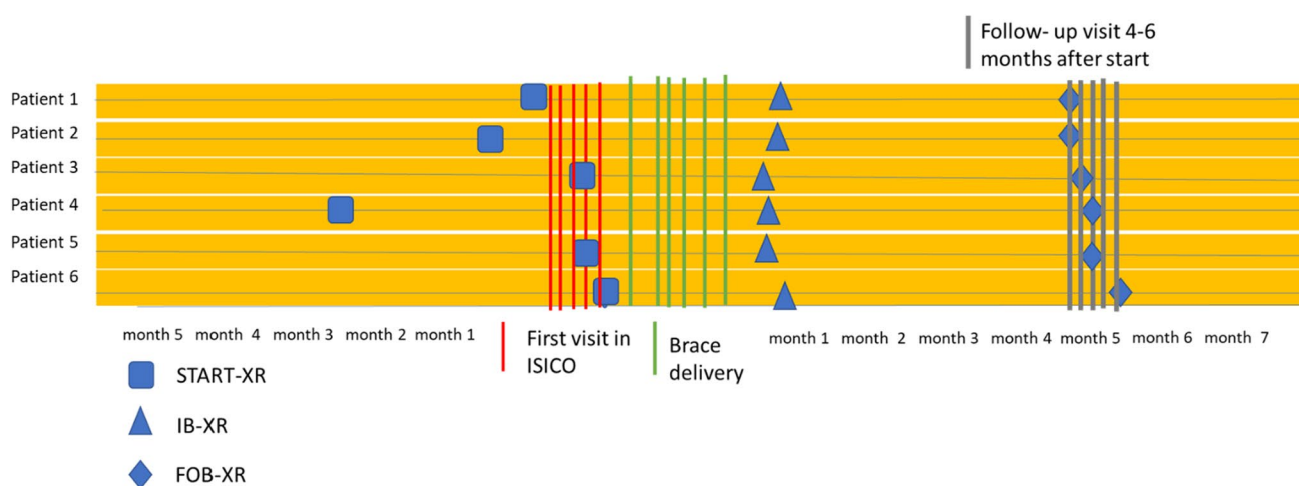 Follow- up visit 4-6
months after start
Patient 1
Patient 2
Patient 3
Patient 4
Patient 5
Patient 6
month 5 month 4 month 3 month 2 month 1
month 1 month 2 month 3 month 4 month 5 month 6 month 7
First visit in
ISICO
Brace
delivery
START-XR
IB-XR
FOB-XR